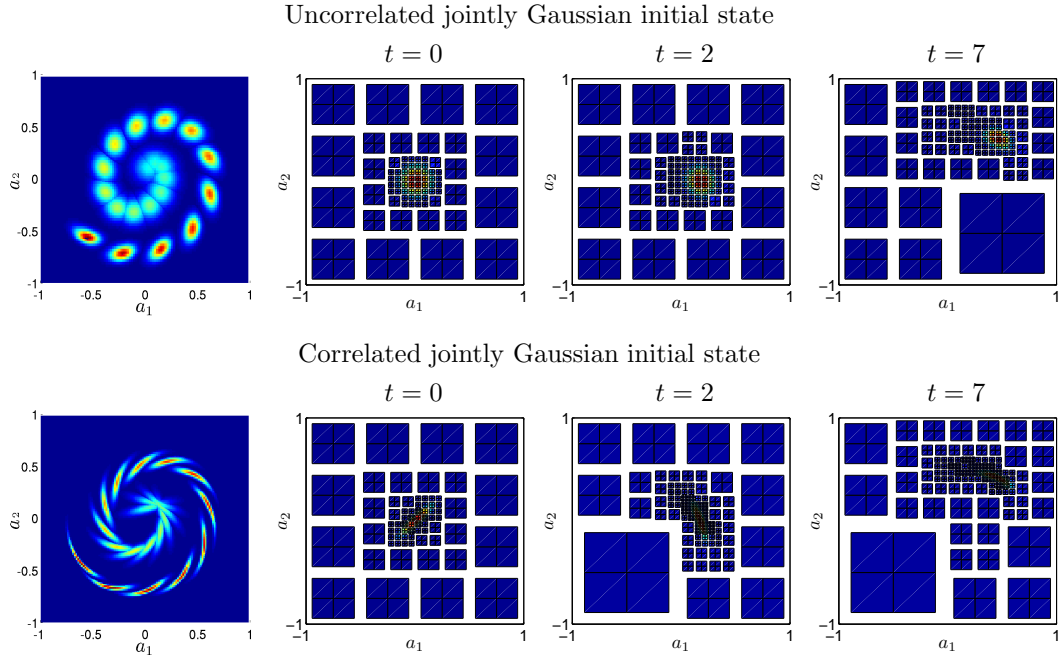 Uncorrelated jointly Gaussian initial state
t = 0
t = 2
t = 7
1
0.5
0
-0.5
-1
a2
-1
-0.5
0
0.5
1
a1
1
a2
−1
−1
1
a1
1
a2
−1
−1
1
a1
1
a2
−1
−1
1
a1
Correlated jointly Gaussian initial state
t = 0
t = 2
t = 7
1
0.5
0
-0.5
-1
a2
-1
-0.5
0
0.5
1
a1
1
a2
−1
−1
1
a1
1
a2
−1
−1
1
a1
1
a2
−1
−1
1
a1